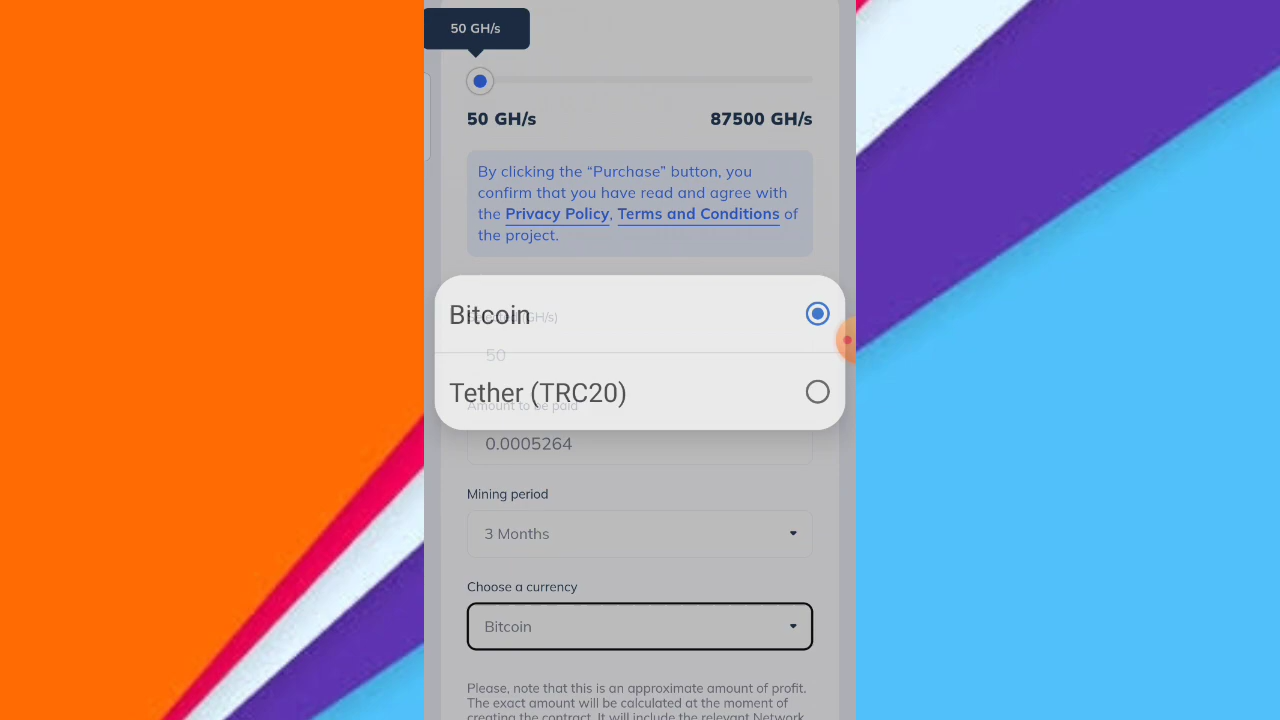 50 GH/s
50 GH/s
87500 GH/s
By clicking the “Purchase” button, you
confirm that you have read and agree with
the Privacy Policy, Terms and Conditions of
the project.
Bitcoin
GH/s)
50
Tether (TRC20)
Amount to be paid
0.0005264
Mining period
3 Months
Choose a currency
Bitcoin
Please, note that this is an approximate amount of profit.
The exact amount will be calculated at the moment of
creating the contract. It will include the relevant Network